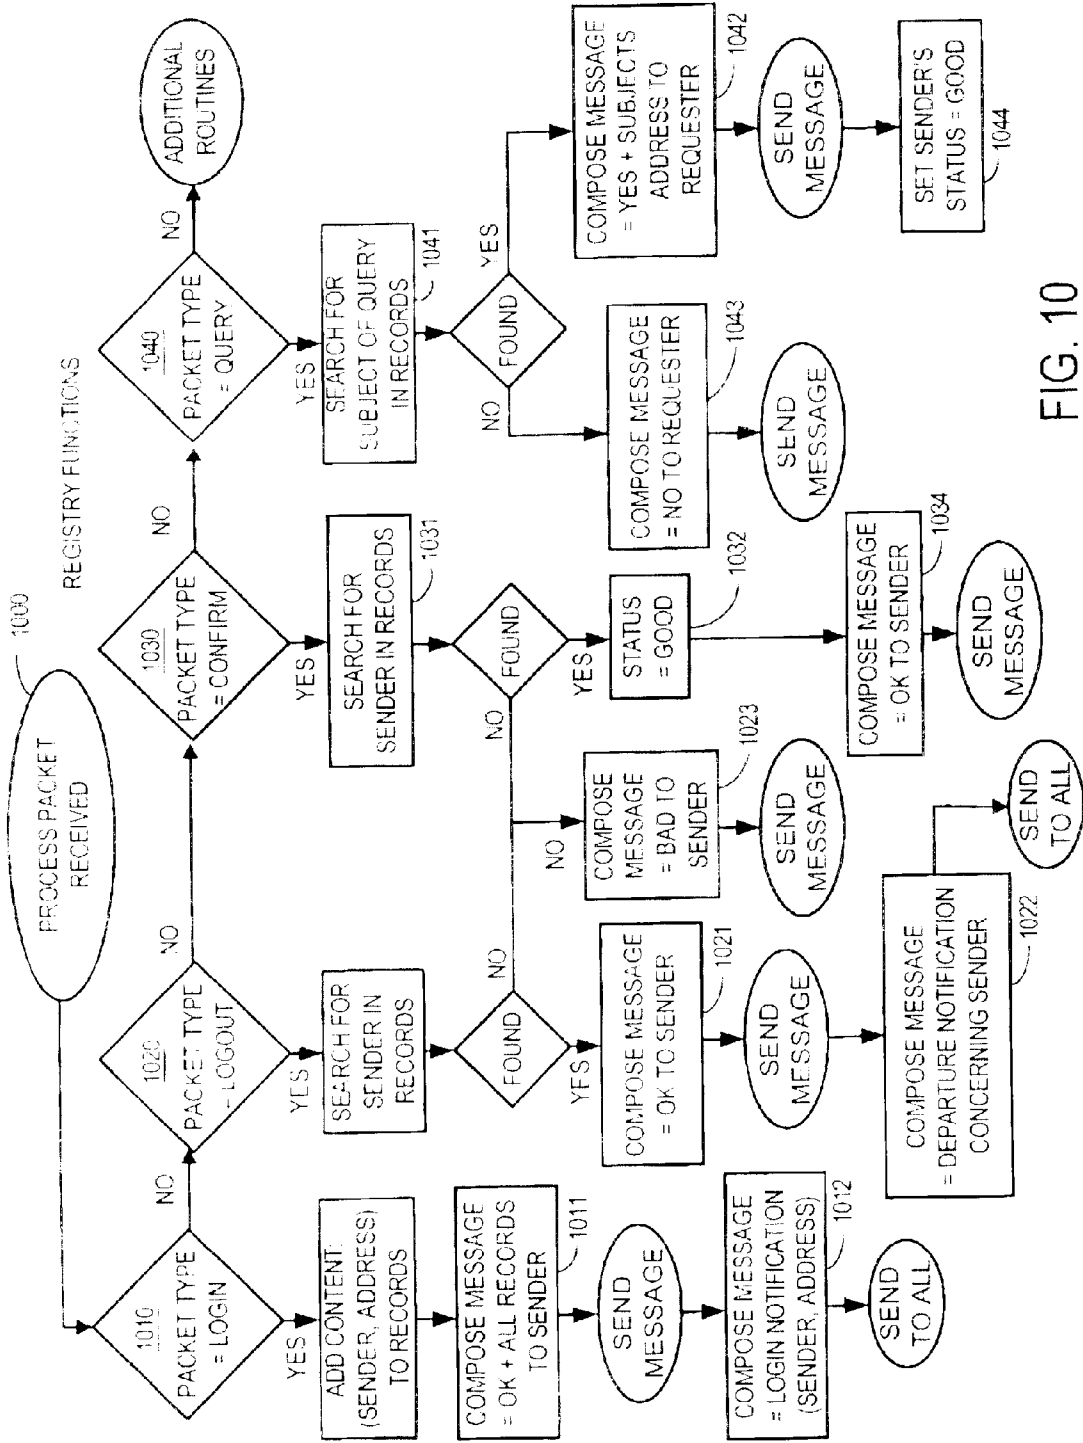 REGISTRY FUNCTIONS
PROCESS PACKET
RECEIVED
1000
1010
PACKET TYPE
= LOGIN
NO
YES
ADD CONTENT:
(SENDER, ADDRESS)
TO RECORDS
COMPOSE MESSAGE
= OK + ALL RECORDS
TO SENDER
1011
SEND
MESSAGE
COMPOSE MESSAGE
= LOGIN NOTIFICATION
(SENDER, ADDRESS)
1012
SEND
TO ALL
1020
PACKET TYPE
= LOGOUT
NO
YES
SEARCH FOR
SENDER IN
RECORDS
FOUND
NO
YES
COMPOSE MESSAGE
= OK TO SENDER
1021
SEND
MESSAGE
COMPOSE MESSAGE
= DEPARTURE NOTIFICATION
CONCERNING SENDER
1022
SEND
TO ALL
NO
COMPOSE
MESSAGE
= BAD TO
SENDER
1023
SEND
MESSAGE
1030
PACKET TYPE
= CONFIRM
NO
YES
SEARCH FOR
SENDER IN RECORDS
1031
FOUND
NO
YES
STATUS
= GOOD
1032
COMPOSE MESSAGE
= OK TO SENDER
1034
SEND
MESSAGE
1040
PACKET TYPE
= QUERY
NO
ADDITIONAL
ROUTINES
YES
SEARCH FOR
SUBJECT OF QUERY
IN RECORDS
1041
FOUND
NO
YES
COMPOSE MESSAGE
= NO TO REQUESTER
1043
SEND
MESSAGE
COMPOSE MESSAGE
= YES + SUBJECTS
ADDRESS TO
REQUESTER
1042
SEND
MESSAGE
SET SENDER'S
STATUS = GOOD
1044
FIG. 10